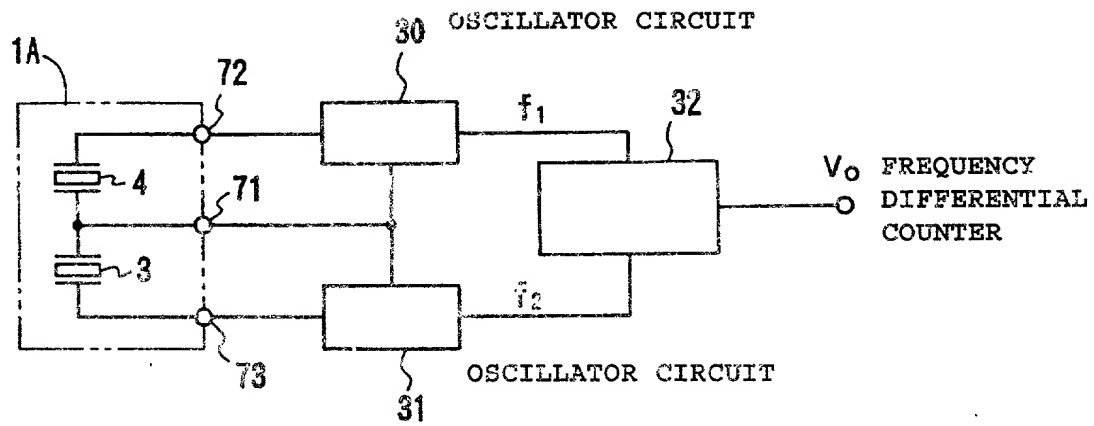 OSCILLATOR CIRCUIT
30
1A
72
f1
32
4
71
Vo FREQUENCY
DIFFERENTIAL
COUNTER
3
f2
73
31
OSCILLATOR CIRCUIT